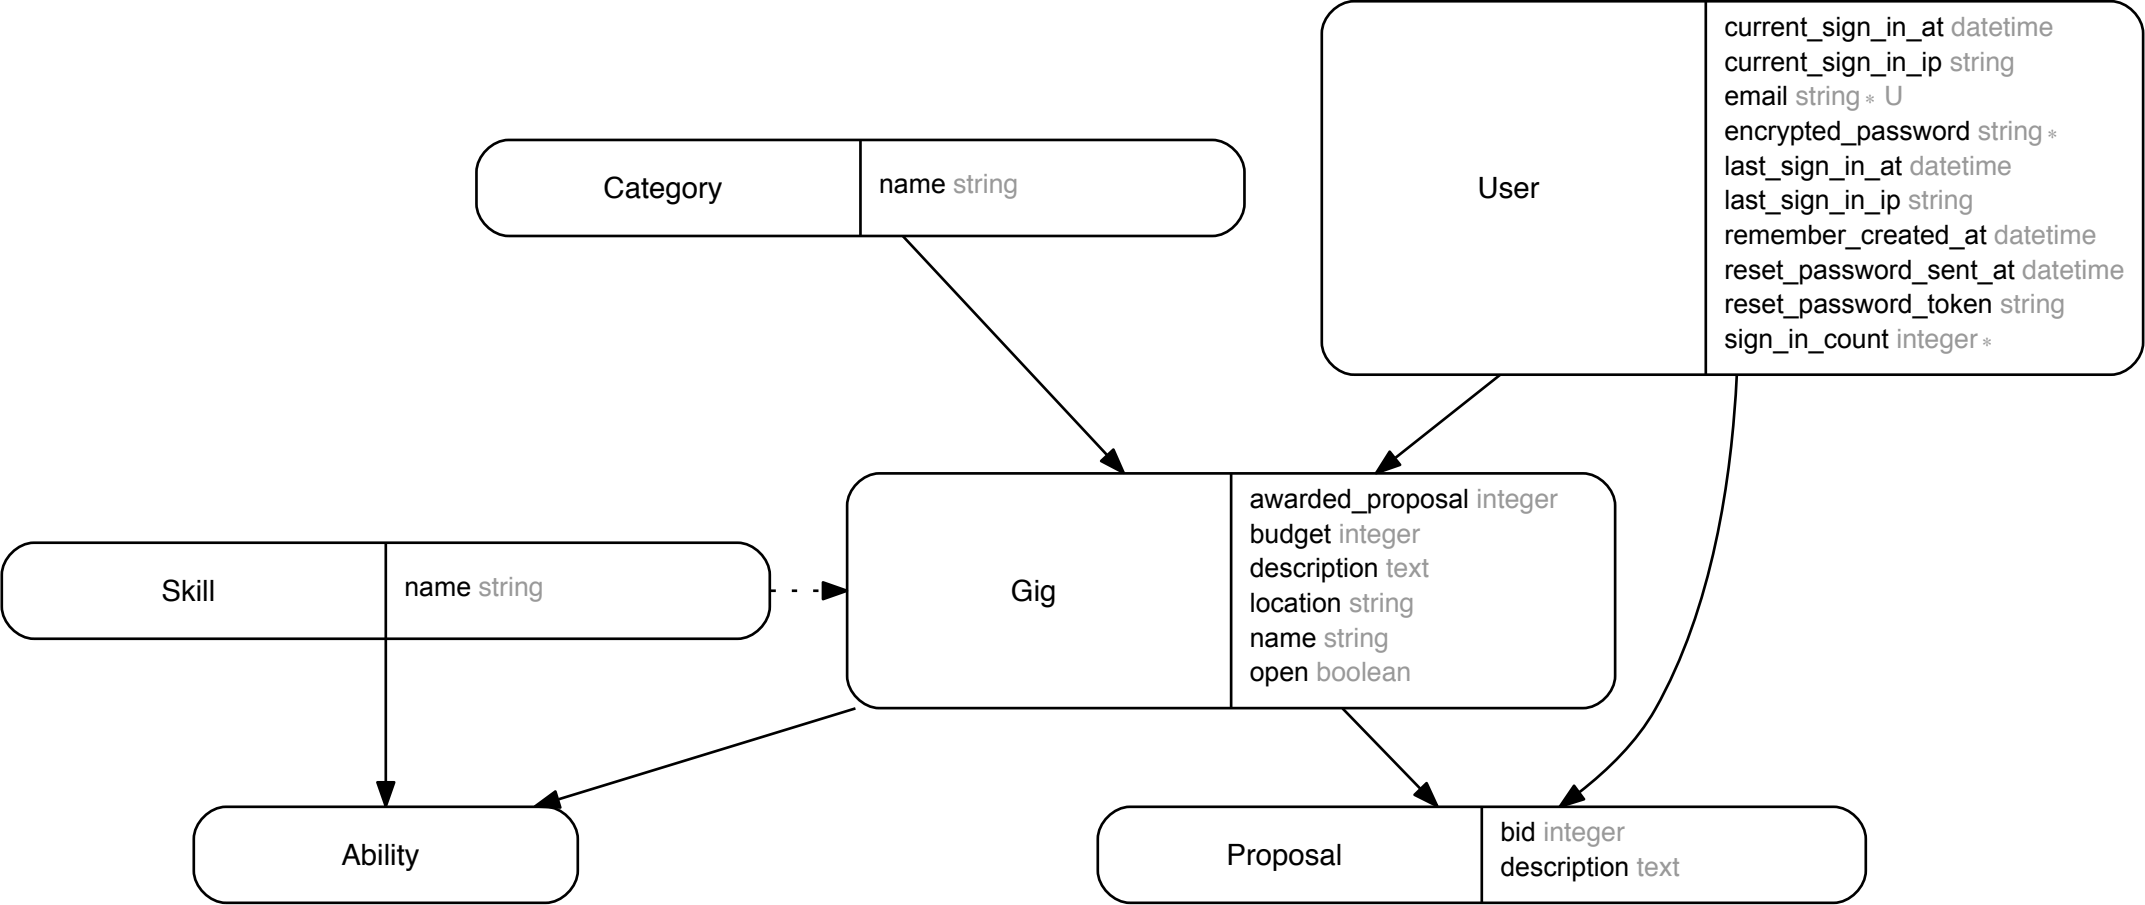 User
current_sign_in_at datetime
current_sign_in_ip string
email string * U
encrypted_password string *
last_sign_in_at datetime
last_sign_in_ip string
remember_created_at datetime
reset_password_sent_at datetime
reset_password_token string
sign_in_count integer *
Category
name string
Gig
awarded_proposal integer
budget integer
description text
location string
name string
open boolean
Skill
name string
Ability
Proposal
bid integer
description text